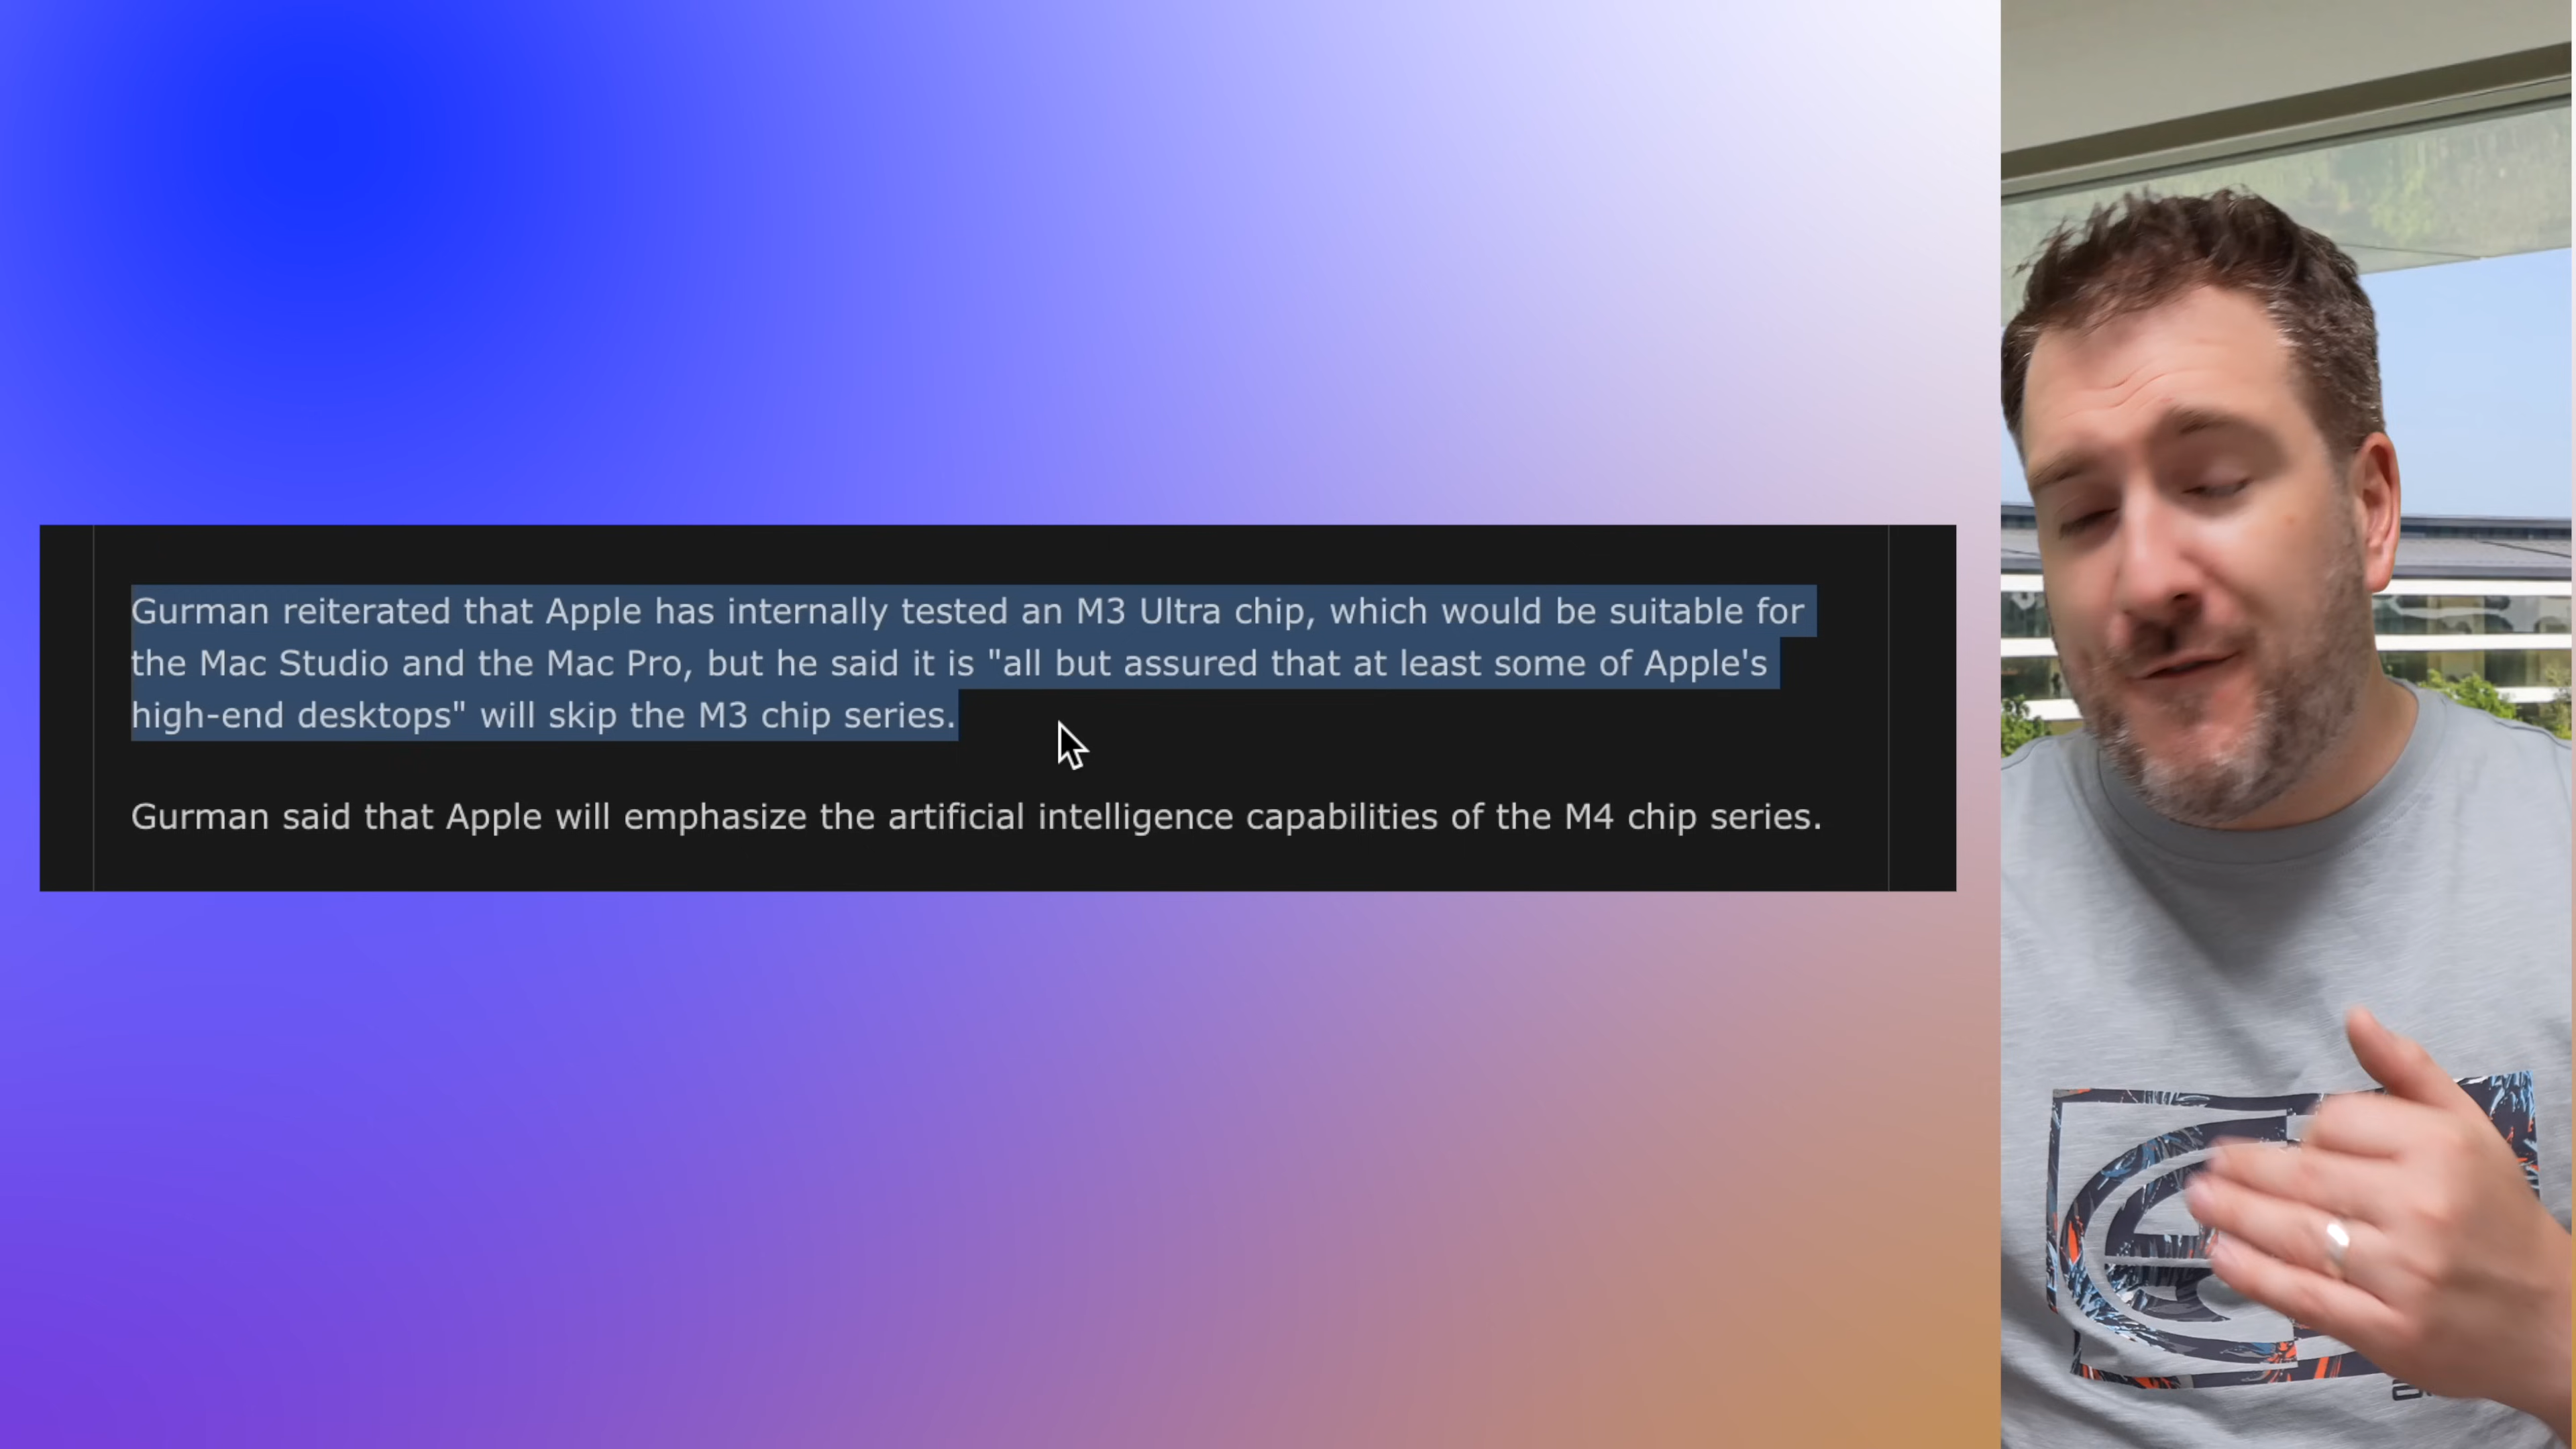 Gurman reiterated that Apple has internally tested an M3 Ultra chip, which would be suitable for
the Mac Studio and the Mac Pro, but he said it is "all but assured that at least some of Apple's
high-end desktops" will skip the M3 chip series.
Gurman said that Apple will emphasize the artificial intelligence capabilities of the M4 chip series.